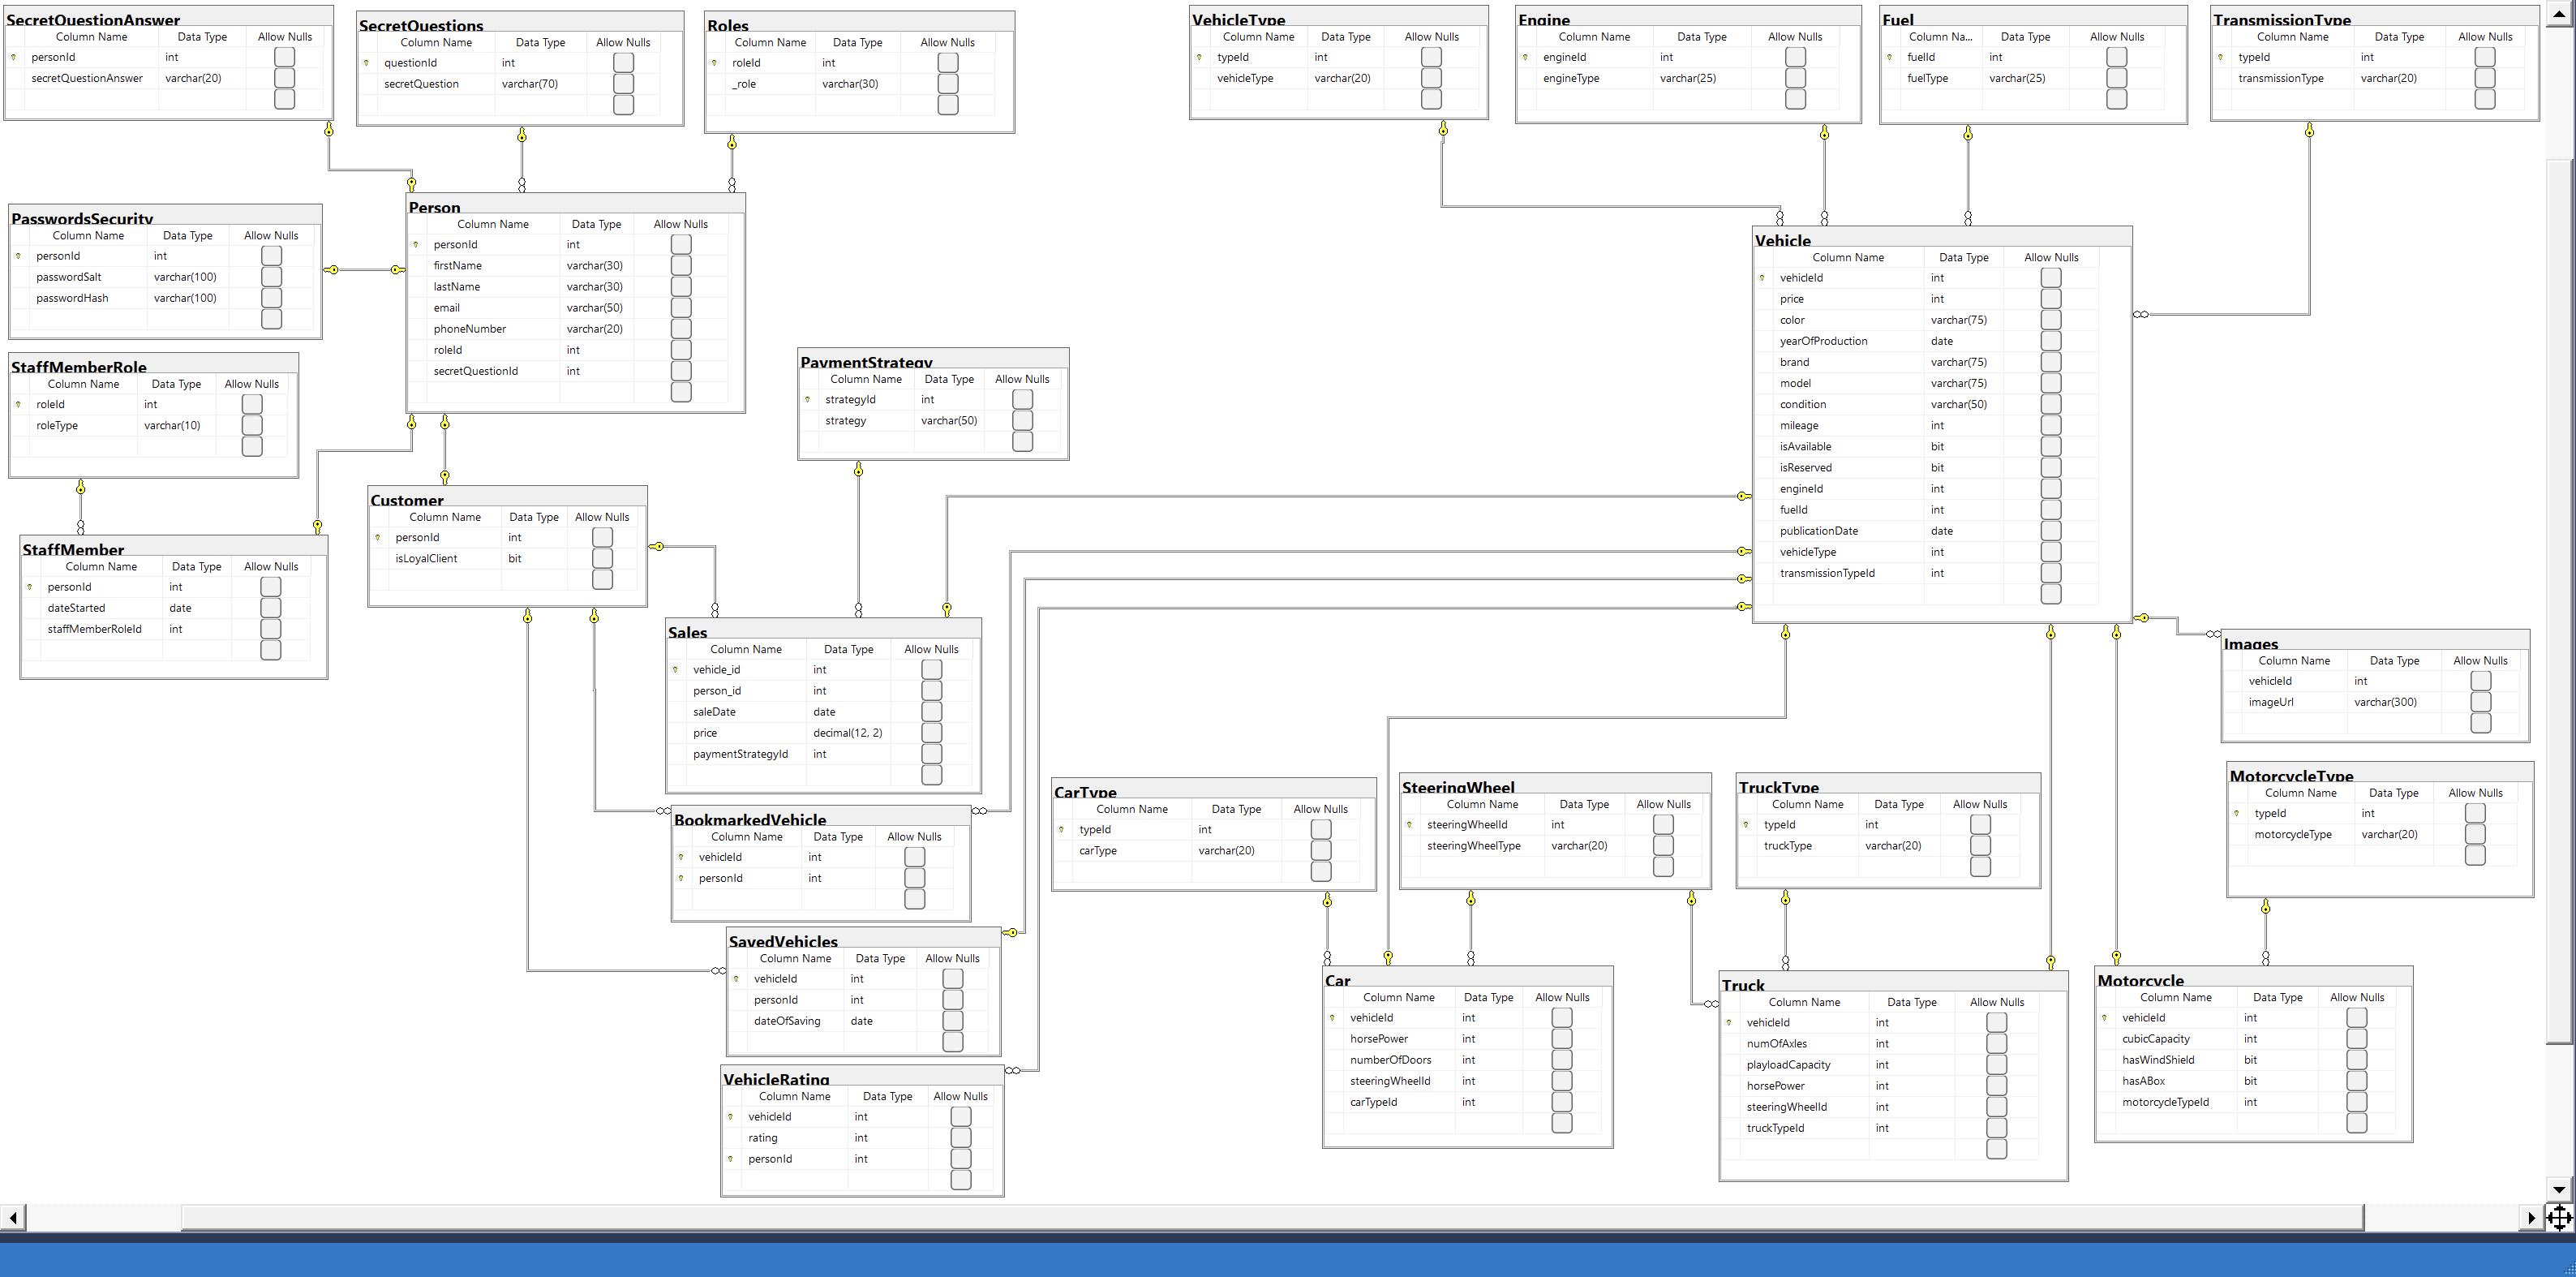 SecretQuestionAnswer
Column Name Data Type Allow Nulls
personId int
secretQuestionAnswer varchar(20)
SecretQuestions
Column Name Data Type Allow Nulls
questionId int
secretQuestion varchar(70)
Roles
Column Name Data Type Allow Nulls
roleId int
_role varchar(30)
VehicleType
Column Name Data Type Allow Nulls
typeId int
vehicleType varchar(20)
Engine
Column Name Data Type Allow Nulls
engineId int
engineType varchar(25)
Fuel
Column Na... Data Type Allow Nulls
fuelId int
fuelType varchar(25)
TransmissionType
Column Name Data Type Allow Nulls
typeId int
transmissionType varchar(20)
PasswordsSecurity
Column Name Data Type Allow Nulls
personId int
passwordSalt varchar(100)
passwordHash varchar(100)
Person
Column Name Data Type Allow Nulls
personId int
firstName varchar(30)
lastName varchar(30)
email varchar(50)
phoneNumber varchar(20)
roleId int
secretQuestionId int
Vehicle
Column Name Data Type Allow Nulls
vehicleId int
price int
color varchar(75)
yearOfProduction date
brand varchar(75)
model varchar(75)
condition varchar(50)
mileage int
isAvailable bit
isReserved bit
engineId int
fuelId int
publicationDate date
vehicleType int
transmissionTypeId int
StaffMemberRole
Column Name Data Type Allow Nulls
roleId int
roleType varchar(10)
PaymentStrategy
Column Name Data Type Allow Nulls
strategyId int
strategy varchar(50)
Customer
Column Name Data Type Allow Nulls
personId int
isLoyalClient bit
StaffMember
Column Name Data Type Allow Nulls
personId int
dateStarted date
staffMemberRoleId int
Sales
Column Name Data Type Allow Nulls
vehicle_id int
person_id int
saleDate date
price decimal(12, 2)
paymentStrategyId int
Images
Column Name Data Type Allow Nulls
vehicleId int
imageUrl varchar(300)
BookmarkedVehicle
Column Name Data Type Allow Nulls
vehicleId int
personId int
CarType
Column Name Data Type Allow Nulls
typeId int
carType varchar(20)
SteeringWheel
Column Name Data Type Allow Nulls
steeringWheelId int
steeringWheelType varchar(20)
TruckType
Column Name Data Type Allow Nulls
typeId int
truckType varchar(20)
MotorcycleType
Column Name Data Type Allow Nulls
typeId int
motorcycleType varchar(20)
SavedVehicles
Column Name Data Type Allow Nulls
vehicleId int
personId int
dateOfSaving date
VehicleRating
Column Name Data Type Allow Nulls
vehicleId int
rating int
personId int
Car
Column Name Data Type Allow Nulls
vehicleId int
horsePower int
numberOfDoors int
steeringWheelId int
carTypeId int
Truck
Column Name Data Type Allow Nulls
vehicleId int
numOfAxles int
playloadCapacity int
horsePower int
steeringWheelId int
truckTypeId int
Motorcycle
Column Name Data Type Allow Nulls
vehicleId int
cubicCapacity int
hasWindShield bit
hasABox bit
motorcycleTypeId int